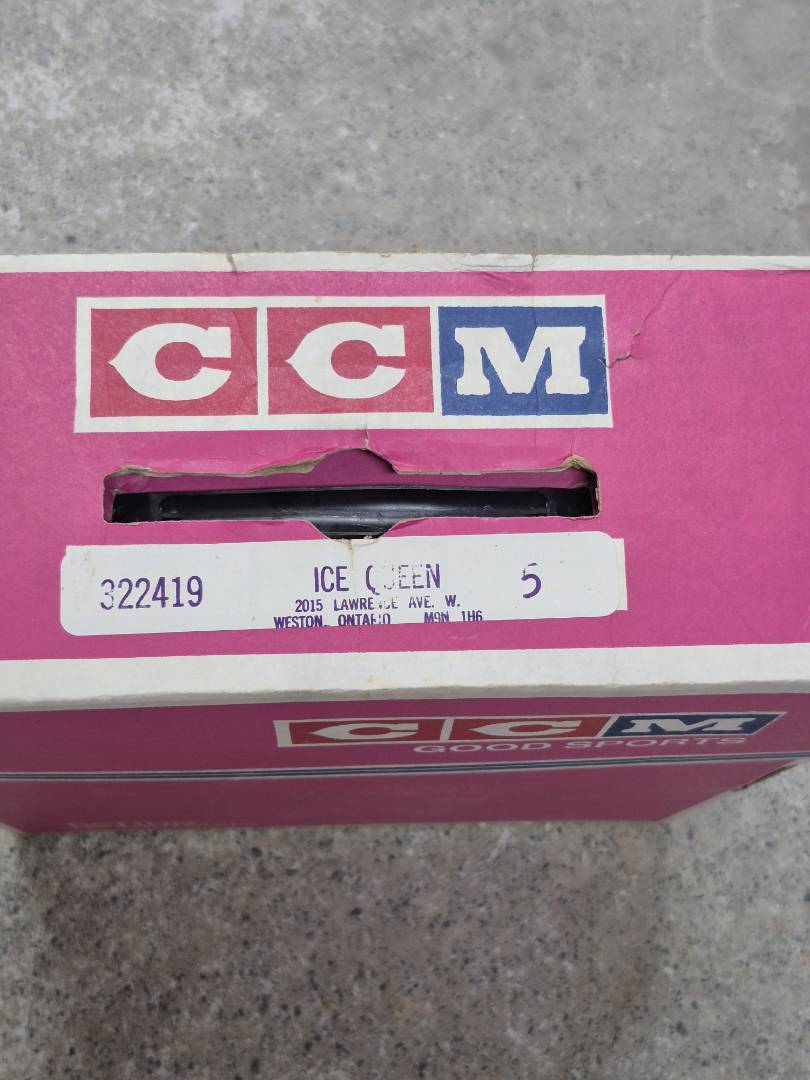 CCM
322419 ICE QUEEN 5
2015 LAWRENCE AVE. W.
WESTON, ONTARIO M9N 1H6
CCM
GOOD SPORTS